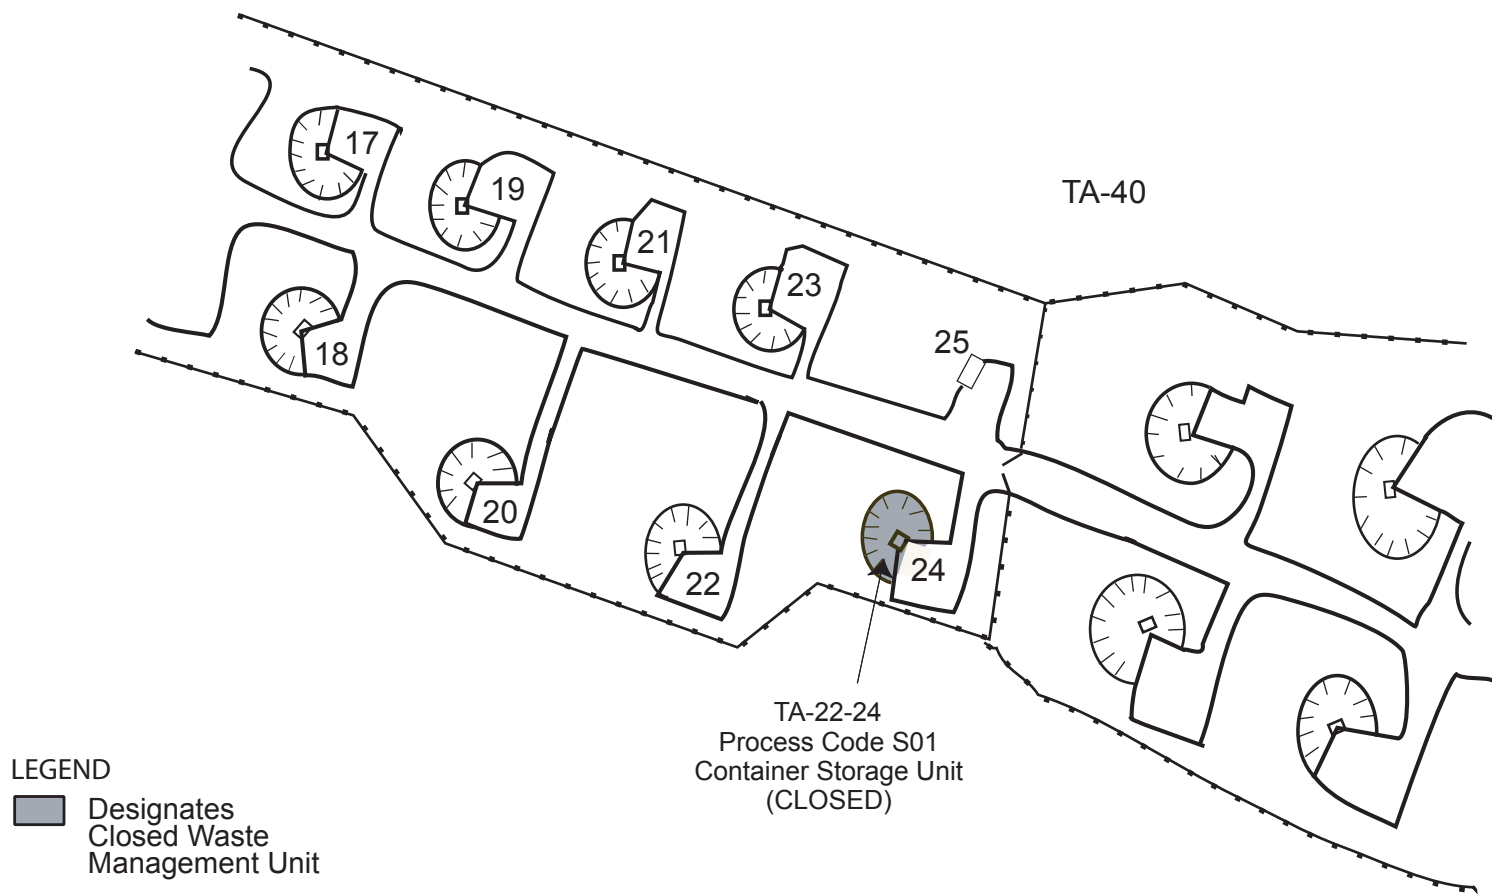 17
19
TA-40
21
23
25
18
20
22
24
TA-22-24
Process Code S01
Container Storage Unit
(CLOSED)
LEGEND
Designates
Closed Waste
Management Unit